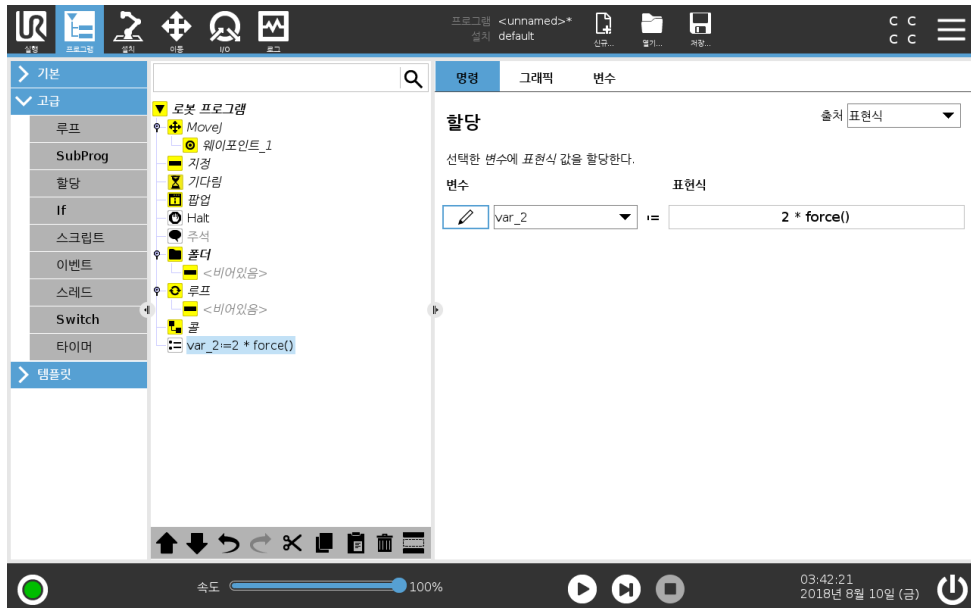 UR
실행
프로그램
설치
이동
I/O
로그
프로그램 <unnamed>*
설치 default
신규...
열기...
저장...
C C
C C
기본
고급
루프
SubProg
할당
If
스크립트
이벤트
스레드
Switch
타이머
템플릿
로봇 프로그램
MoveJ
웨이포인트_1
지정
기다림
팝업
Halt
주석
폴더
<비어있음>
루프
<비어있음>
콜
var_2:=2 * force()
명령 그래픽 변수
할당
출처 표현식
선택한 변수에 표현식 값을 할당한다.
변수 표현식
var_2 := 2 * force()
속도 100%
03:42:21
2018년 8월 10일 (금)